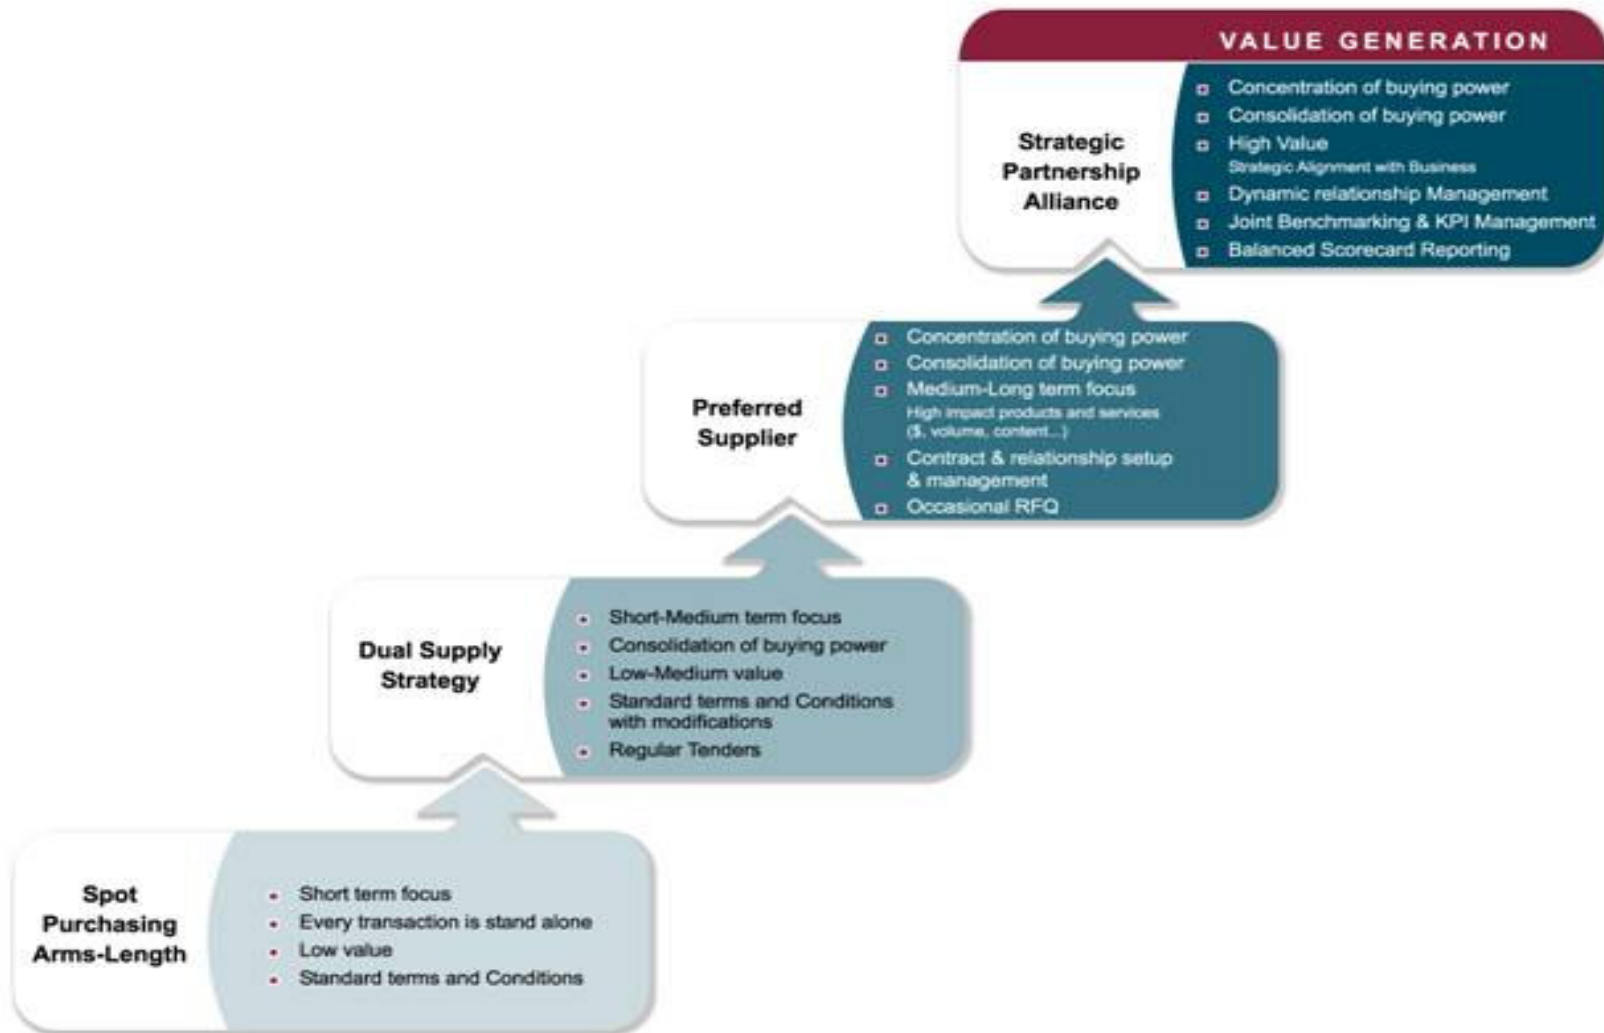 VALUE GENERATION
Strategic
Partnership
Alliance
Concentration of buying power
Consolidation of buying power
High Value
Strategic Alignment with Business
Dynamic relationship Management
Joint Benchmarking & KPI Management
Balanced Scorecard Reporting
Preferred
Supplier
Concentration of buying power
Consolidation of buying power
Medium-Long term focus
High impact products and services
($, volume, content...)
Contract & relationship setup
& management
Occasional RFQ
Dual Supply
Strategy
Short-Medium term focus
Consolidation of buying power
Low-Medium value
Standard terms and Conditions
with modifications
Regular Tenders
Spot
Purchasing
Arms-Length
Short term focus
Every transaction is stand alone
Low value
Standard terms and Conditions